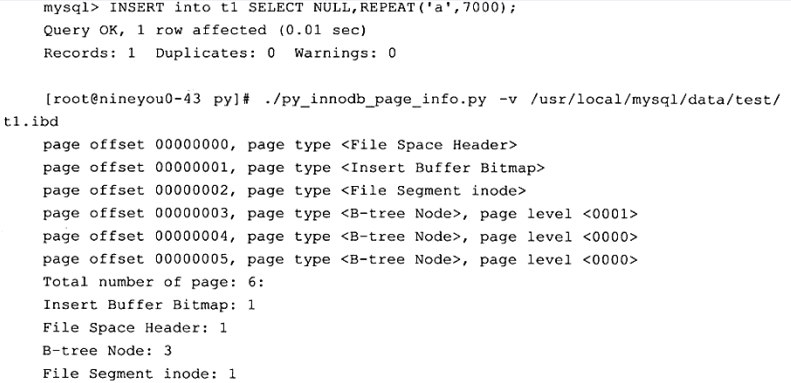 mysql> INSERT into t1 SELECT NULL,REPEAT('a',7000);
Query OK, 1 row affected (0.01 sec)
Records: 1  Duplicates: 0  Warnings: 0
[root@nineyou0-43 py]# ./py_innodb_page_info.py -v /usr/local/mysql/data/test/
t1.ibd
page offset 00000000, page type <File Space Header>
page offset 00000001, page type <Insert Buffer Bitmap>
page offset 00000002, page type <File Segment inode>
page offset 00000003, page type <B-tree Node>, page level <0001>
page offset 00000004, page type <B-tree Node>, page level <0000>
page offset 00000005, page type <B-tree Node>, page level <0000>
Total number of page: 6:
Insert Buffer Bitmap: 1
File Space Header: 1
B-tree Node: 3
File Segment inode: 1